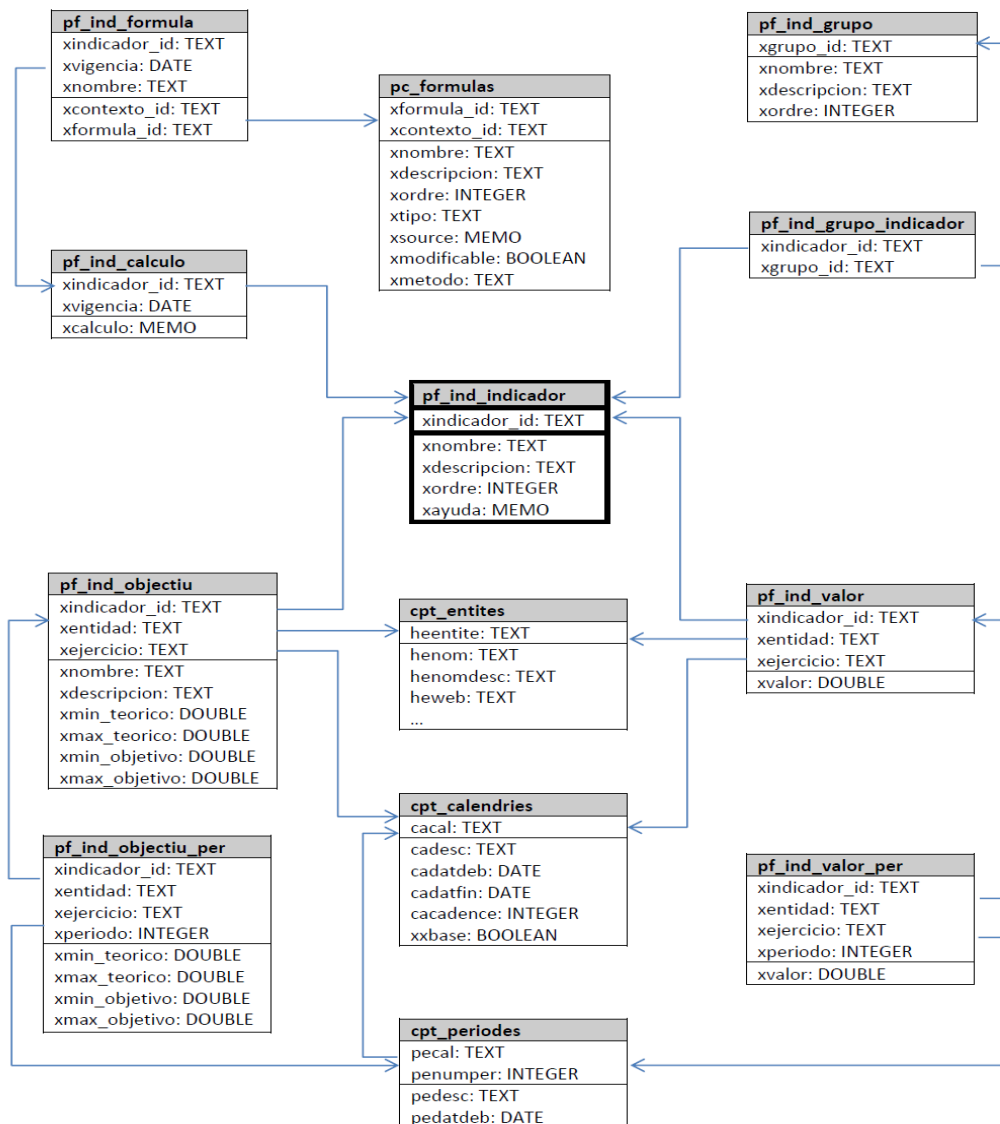 pf_ind_formula
xindicador_id: TEXT
xvigencia: DATE
xnombre: TEXT
xcontexto_id: TEXT
xformula_id: TEXT
pf_ind_grupo
xgrupo_id: TEXT
xnombre: TEXT
xdescripcion: TEXT
xordre: INTEGER
pc_formulas
xformula_id: TEXT
xcontexto_id: TEXT
xnombre: TEXT
xdescripcion: TEXT
xordre: INTEGER
xtipo: TEXT
xsource: MEMO
xmodificable: BOOLEAN
xmetodo: TEXT
pf_ind_grupo_indicador
xindicador_id: TEXT
xgrupo_id: TEXT
pf_ind_calculo
xindicador_id: TEXT
xvigencia: DATE
xcalculo: MEMO
pf_ind_indicador
xindicador_id: TEXT
xnombre: TEXT
xdescripcion: TEXT
xordre: INTEGER
xayuda: MEMO
pf_ind_objectiu
xindicador_id: TEXT
xentidad: TEXT
xejercicio: TEXT
xnombre: TEXT
xdescripcion: TEXT
xmin_teorico: DOUBLE
xmax_teorico: DOUBLE
xmin_objetivo: DOUBLE
xmax_objetivo: DOUBLE
cpt_entites
heentite: TEXT
henom: TEXT
henomdesc: TEXT
heweb: TEXT
...
pf_ind_valor
xindicador_id: TEXT
xentidad: TEXT
xejercicio: TEXT
xvalor: DOUBLE
cpt_calendries
cacal: TEXT
cadesc: TEXT
cadatdeb: DATE
cadatfin: DATE
cacadence: INTEGER
xxbase: BOOLEAN
pf_ind_objectiu_per
xindicador_id: TEXT
xentidad: TEXT
xejercicio: TEXT
xperiodo: INTEGER
xmin_teorico: DOUBLE
xmax_teorico: DOUBLE
xmin_objetivo: DOUBLE
xmax_objetivo: DOUBLE
pf_ind_valor_per
xindicador_id: TEXT
xentidad: TEXT
xejercicio: TEXT
xperiodo: INTEGER
xvalor: DOUBLE
cpt_periodes
pecal: TEXT
penumper: INTEGER
pedesc: TEXT
pedatdeb: DATE